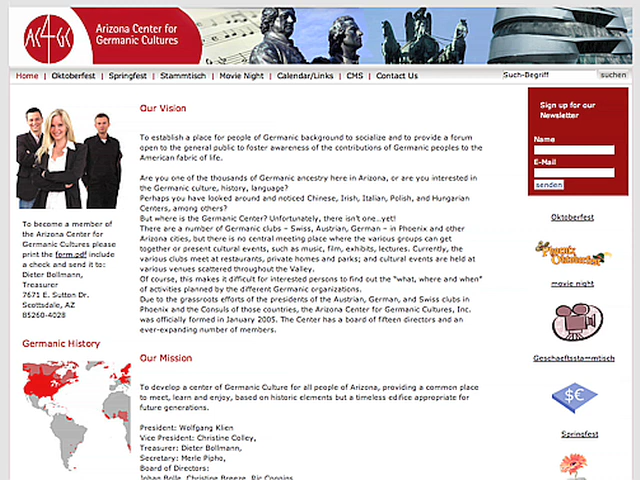 AC4GC
Arizona Center for
Germanic Cultures
Home | Oktoberfest | Springfest | Stammtisch | Movie Night | Calendar/Links | CMS | Contact Us
Such-Begriff
suchen
To become a member of
the Arizona Center for
Germanic Cultures please
print the form.pdf include
a check and send it to:
Dieter Bollmann,
Treasurer
7671 E. Sutton Dr.
Scottsdale, AZ
85260-4028
Germanic History
Our Vision
To establish a place for people of Germanic background to socialize and to provide a forum
open to the general public to foster awareness of the contributions of Germanic peoples to the
American fabric of life.
Are you one of the thousands of Germanic ancestry here in Arizona, or are you interested in
the Germanic culture, history, language?
Perhaps you have looked around and noticed Chinese, Irish, Italian, Polish, and Hungarian
Centers, among others?
But where is the Germanic Center? Unfortunately, there isn't one...yet!
There are a number of Germanic clubs – Swiss, Austrian, German – in Phoenix and other
Arizona cities, but there is no central meeting place where the various groups can get
together or present cultural events, such as music, film, exhibits, lectures. Currently, the
various clubs meet at restaurants, private homes and parks; and cultural events are held at
various venues scattered throughout the Valley.
Of course, this makes it difficult for interested persons to find out the “what, where and when”
of activities planned by the different Germanic organizations.
Due to the grassroots efforts of the presidents of the Austrian, German, and Swiss clubs in
Phoenix and the Consuls of those countries, the Arizona Center for Germanic Cultures, Inc.
was officially formed in January 2005. The Center has a board of fifteen directors and an
ever-expanding number of members.
Our Mission
To develop a center of Germanic Culture for all people of Arizona, providing a common place
to meet, learn and enjoy, based on historic elements but a timeless edifice appropriate for
future generations.
President: Wolfgang Klien
Vice President: Christine Colley,
Treasurer: Dieter Bollmann,
Secretary: Merle Pipho,
Board of Directors:
Johan Bolle, Christine Breeze, Ric Coggins
Sign up for our
Newsletter
Name
E-Mail
senden
Oktoberfest
Phoenix
Oktoberfest
movie night
Geschaeftsstammtisch
$€
Springfest